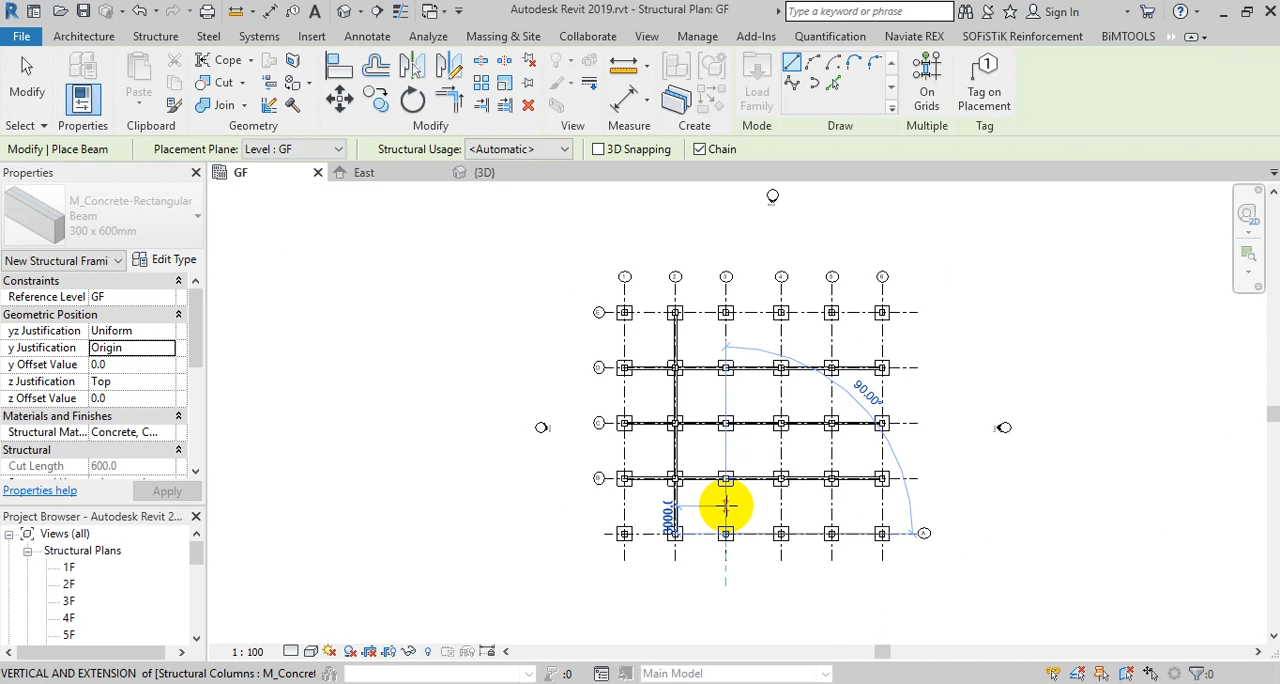 Autodesk Revit 2019.rvt - Structural Plan: GF
Type a keyword or phrase
Sign In
File Architecture Structure Steel Systems Insert Annotate Analyze Massing & Site Collaborate View Manage Add-Ins Quantification Naviate REX SOFiSTiK Reinforcement BiMTOOLS
Modify
Paste
Cope
Cut
Join
Load
Family
On
Grids
Tag on
Placement
Select Properties Clipboard Geometry Modify View Measure Create Mode Draw Multiple Tag
Modify | Place Beam Placement Plane: Level : GF Structural Usage: <Automatic> 3D Snapping Chain
Properties
GF East {3D}
M_Concrete-Rectangular
Beam
300 x 600mm
New Structural Frami Edit Type
Constraints
Reference Level GF
Geometric Position
yz Justification Uniform
y Justification Origin
y Offset Value 0.0
z Justification Top
z Offset Value 0.0
Materials and Finishes
Structural Mat... Concrete, C...
Structural
Cut Length 600.0
Properties help Apply
Project Browser - Autodesk Revit 2...
Views (all)
Structural Plans
1F
2F
3F
4F
5F
2D
1 2 3 4 5 6
E
D
C
B
A
90.00°
1 : 100
VERTICAL AND EXTENSION of [Structural Columns : M_Concret
:0
Main Model
:0